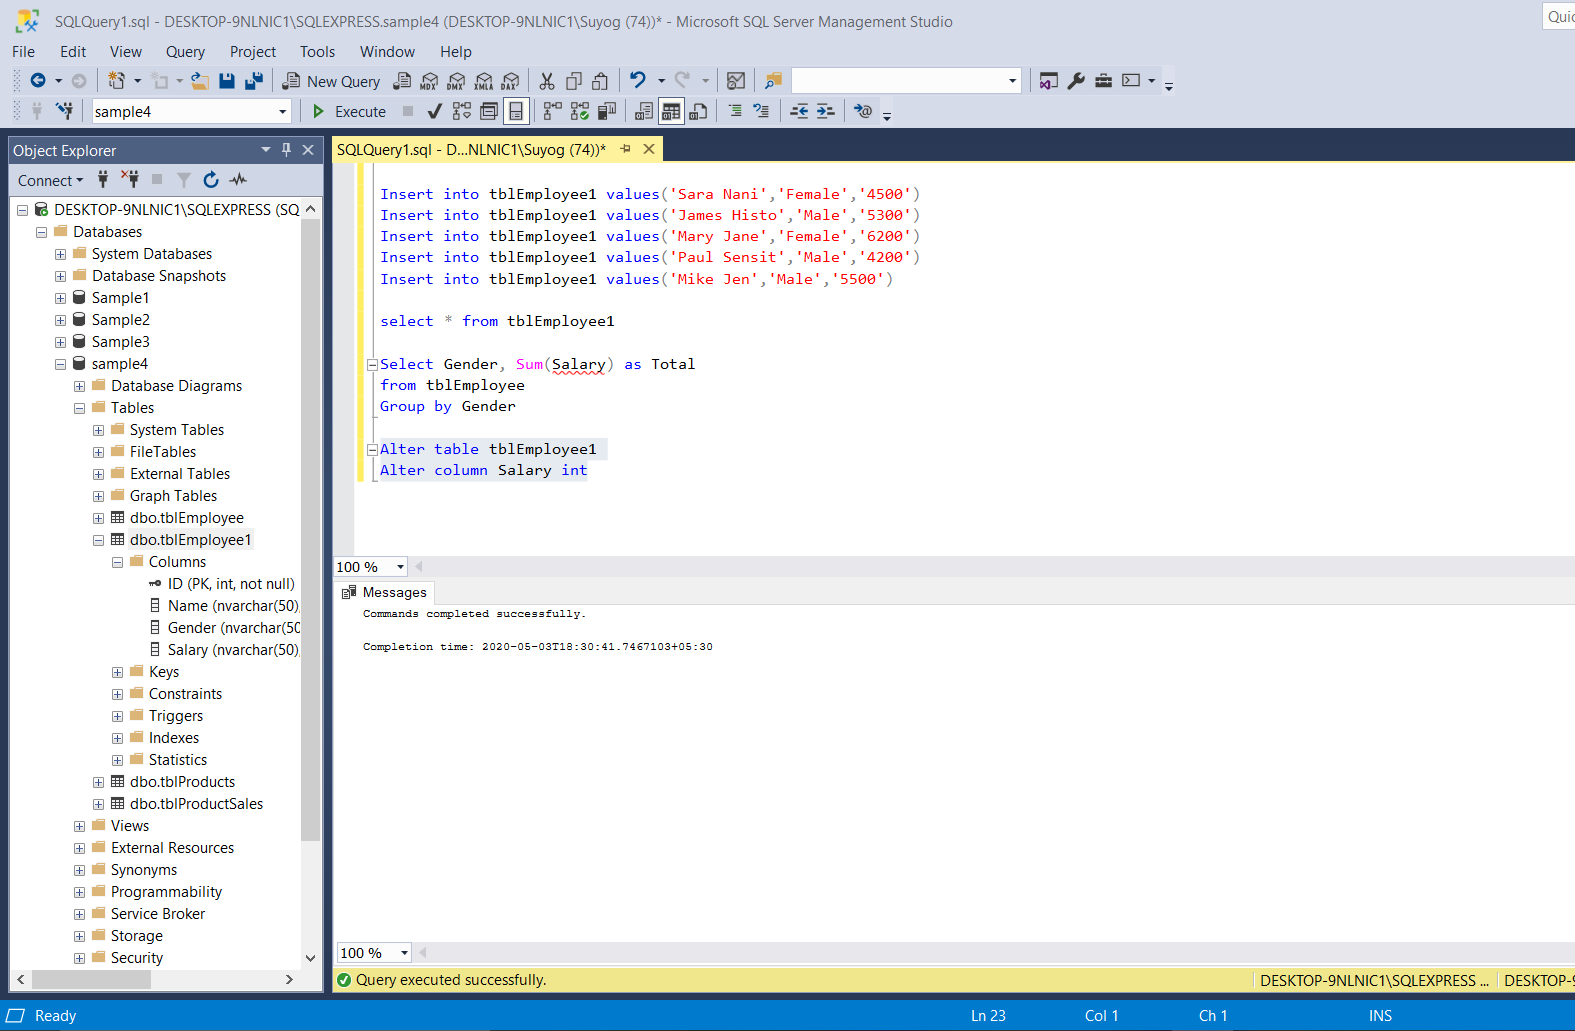 SQLQuery1.sql - DESKTOP-9NLNIC1\SQLEXPRESS.sample4 (DESKTOP-9NLNIC1\Suyog (74))* - Microsoft SQL Server Management Studio
Quic
File Edit View Query Project Tools Window Help
New Query MDX DMX XMLA DAX
sample4 Execute
Object Explorer
SQLQuery1.sql - D...NLNIC1\Suyog (74))*
Connect
DESKTOP-9NLNIC1\SQLEXPRESS (SQ
Databases
System Databases
Database Snapshots
Sample1
Sample2
Sample3
sample4
Database Diagrams
Tables
System Tables
FileTables
External Tables
Graph Tables
dbo.tblEmployee
dbo.tblEmployee1
Columns
ID (PK, int, not null)
Name (nvarchar(50),
Gender (nvarchar(50
Salary (nvarchar(50),
Keys
Constraints
Triggers
Indexes
Statistics
dbo.tblProducts
dbo.tblProductSales
Views
External Resources
Synonyms
Programmability
Service Broker
Storage
Security
Insert into tblEmployee1 values('Sara Nani','Female','4500')
Insert into tblEmployee1 values('James Histo','Male','5300')
Insert into tblEmployee1 values('Mary Jane','Female','6200')
Insert into tblEmployee1 values('Paul Sensit','Male','4200')
Insert into tblEmployee1 values('Mike Jen','Male','5500')
select * from tblEmployee1
Select Gender, Sum(Salary) as Total
from tblEmployee
Group by Gender
Alter table tblEmployee1
Alter column Salary int
100 %
Messages
Commands completed successfully.
Completion time: 2020-05-03T18:30:41.7467103+05:30
100 %
Query executed successfully.
DESKTOP-9NLNIC1\SQLEXPRESS ...
DESKTOP-9
Ready
Ln 23 Col 1 Ch 1 INS